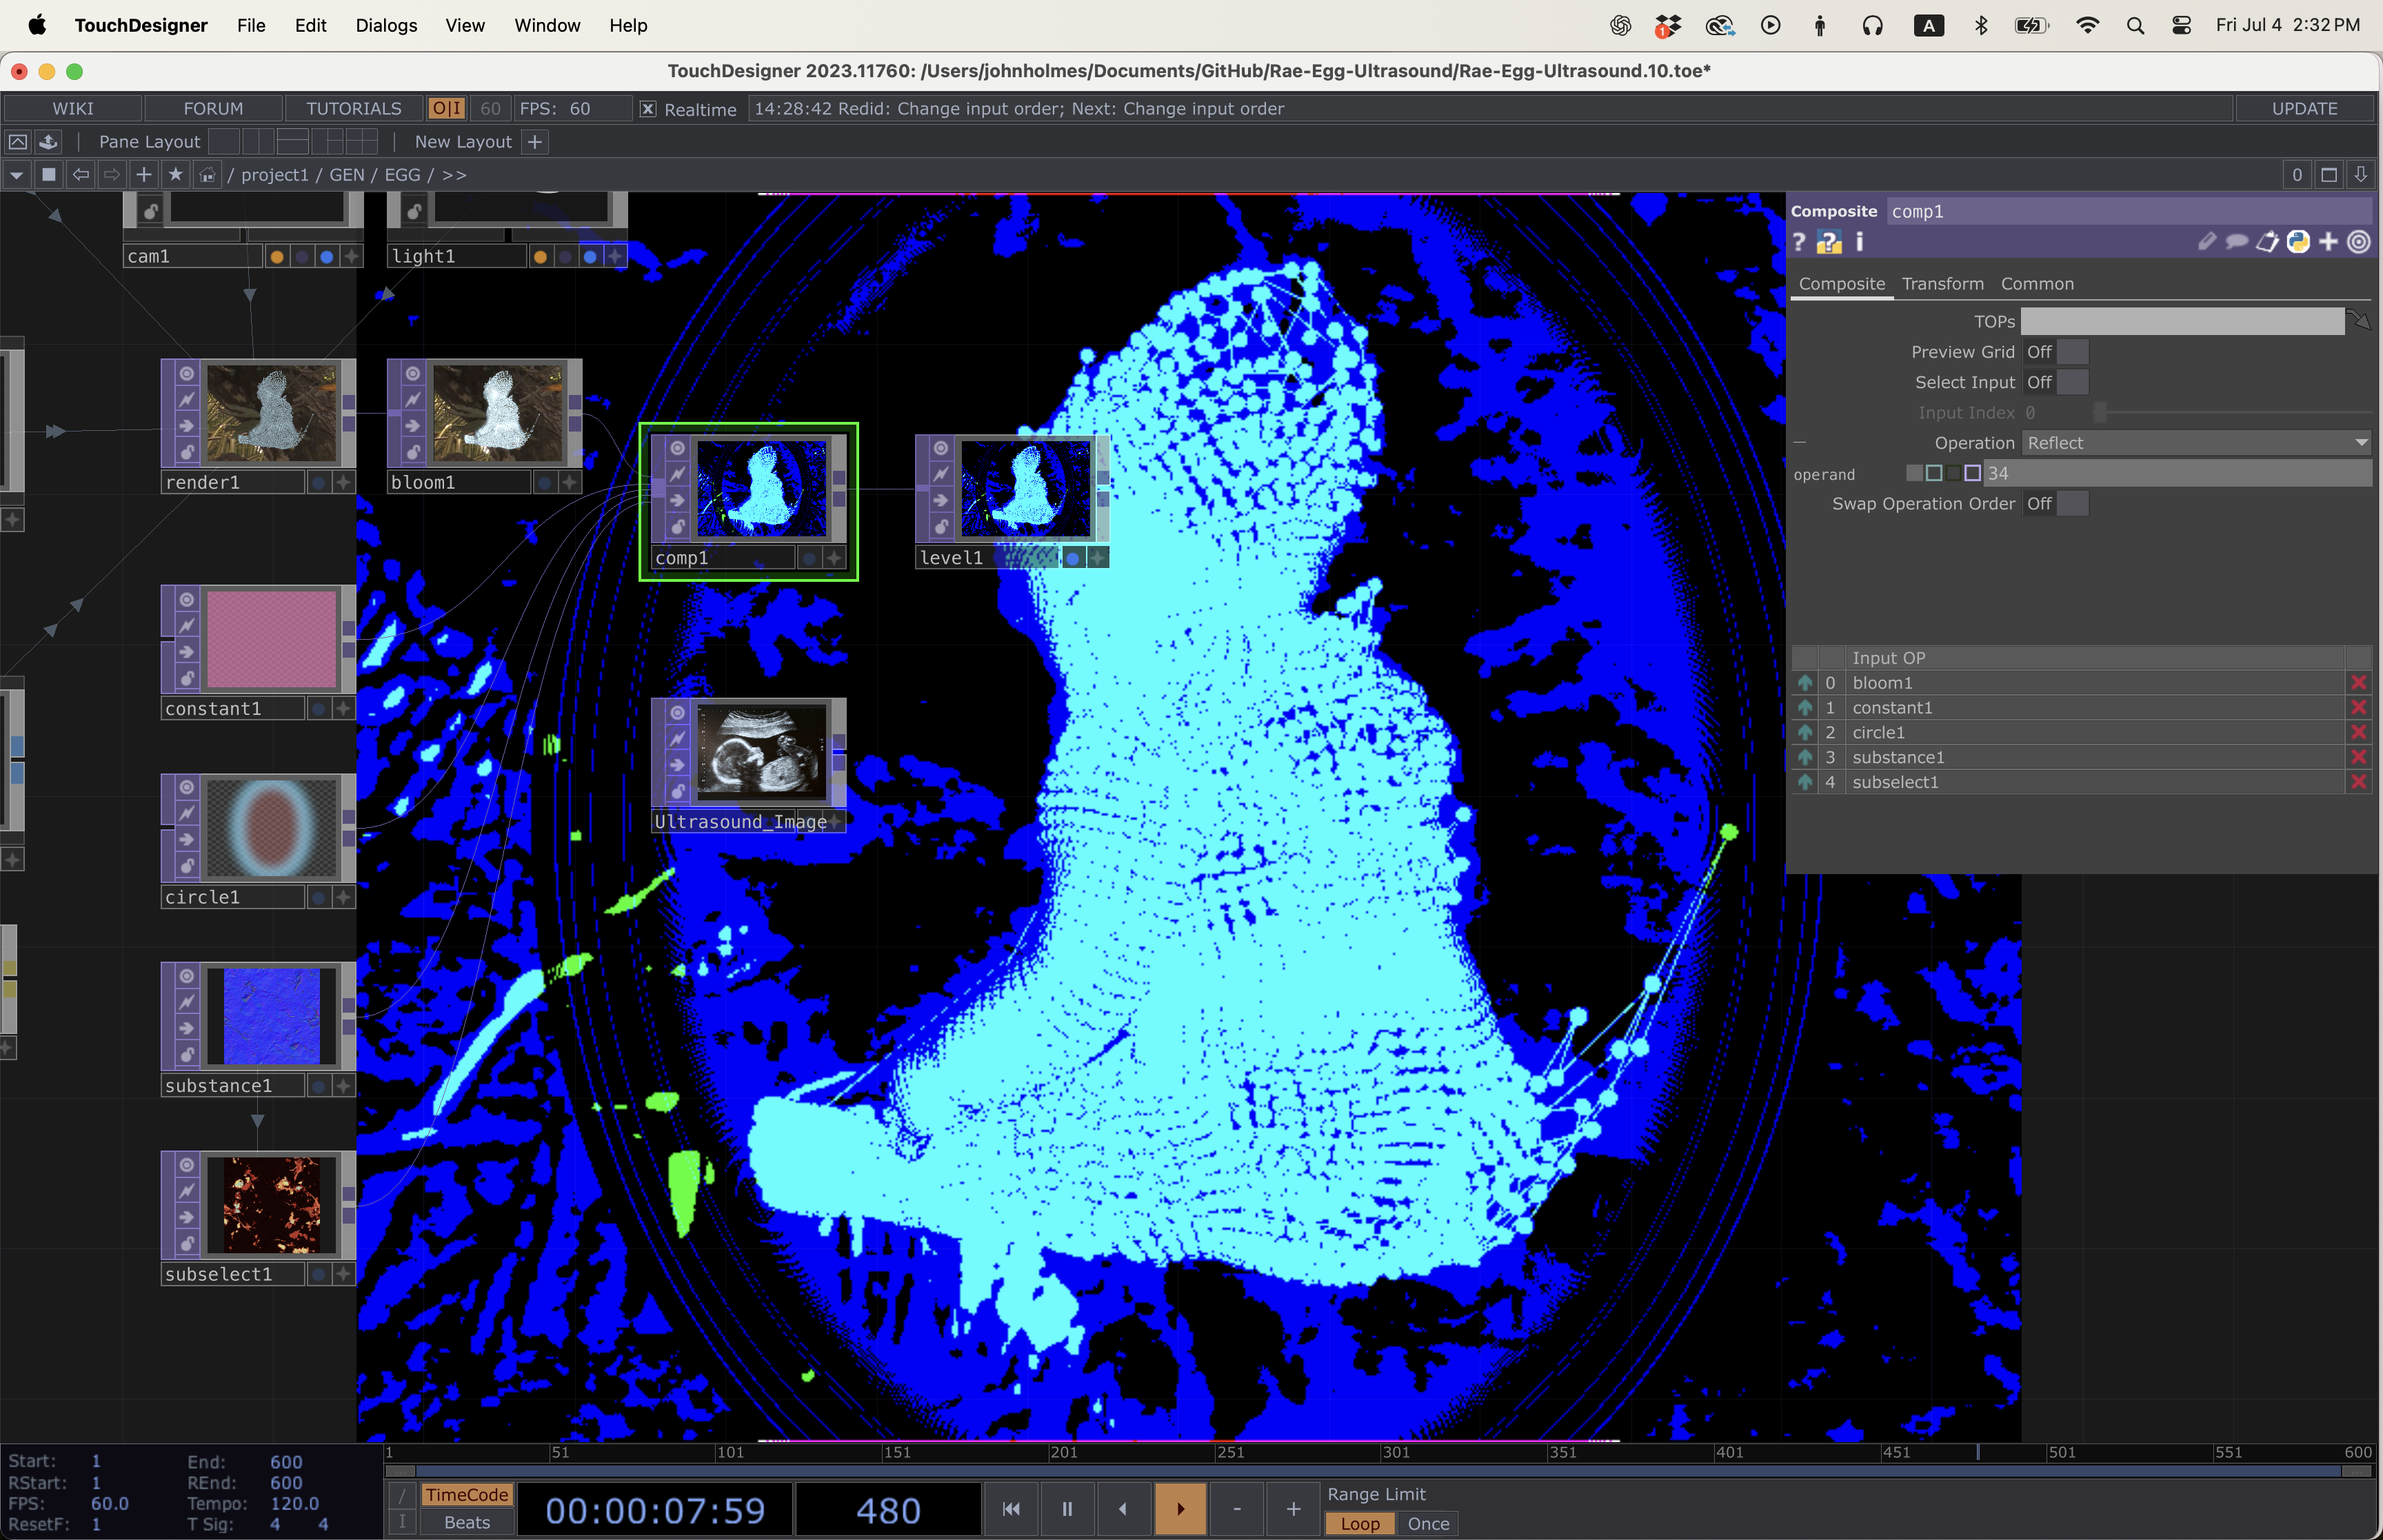 TouchDesigner File Edit Dialogs View Window Help
1 A Fri Jul 4 2:32 PM
TouchDesigner 2023.11760: /Users/johnholmes/Documents/GitHub/Rae-Egg-Ultrasound/Rae-Egg-Ultrasound.10.toe*
WIKI FORUM TUTORIALS O|I 60 FPS: 60 Realtime 14:28:42 Redid: Change input order; Next: Change input order UPDATE
Pane Layout New Layout +
/ project1 / GEN / EGG / >> 0
cam1 light1
render1 bloom1
comp1 level1
constant1
Ultrasound_Image
circle1
substance1
subselect1
Composite comp1
? ? i
Composite Transform Common
TOPs
Preview Grid Off
Select Input Off
Input Index 0
Operation Reflect
operand 34
Swap Operation Order Off
Input OP
0 bloom1
1 constant1
2 circle1
3 substance1
4 subselect1
1 51 101 151 201 251 301 351 401 451 501 551 600
Start: 1 End: 600
RStart: 1 REnd: 600
FPS: 60.0 Tempo: 120.0
ResetF: 1 T Sig: 4 4
/ TimeCode
I Beats
00:00:07:59 480
- +
Range Limit
Loop Once